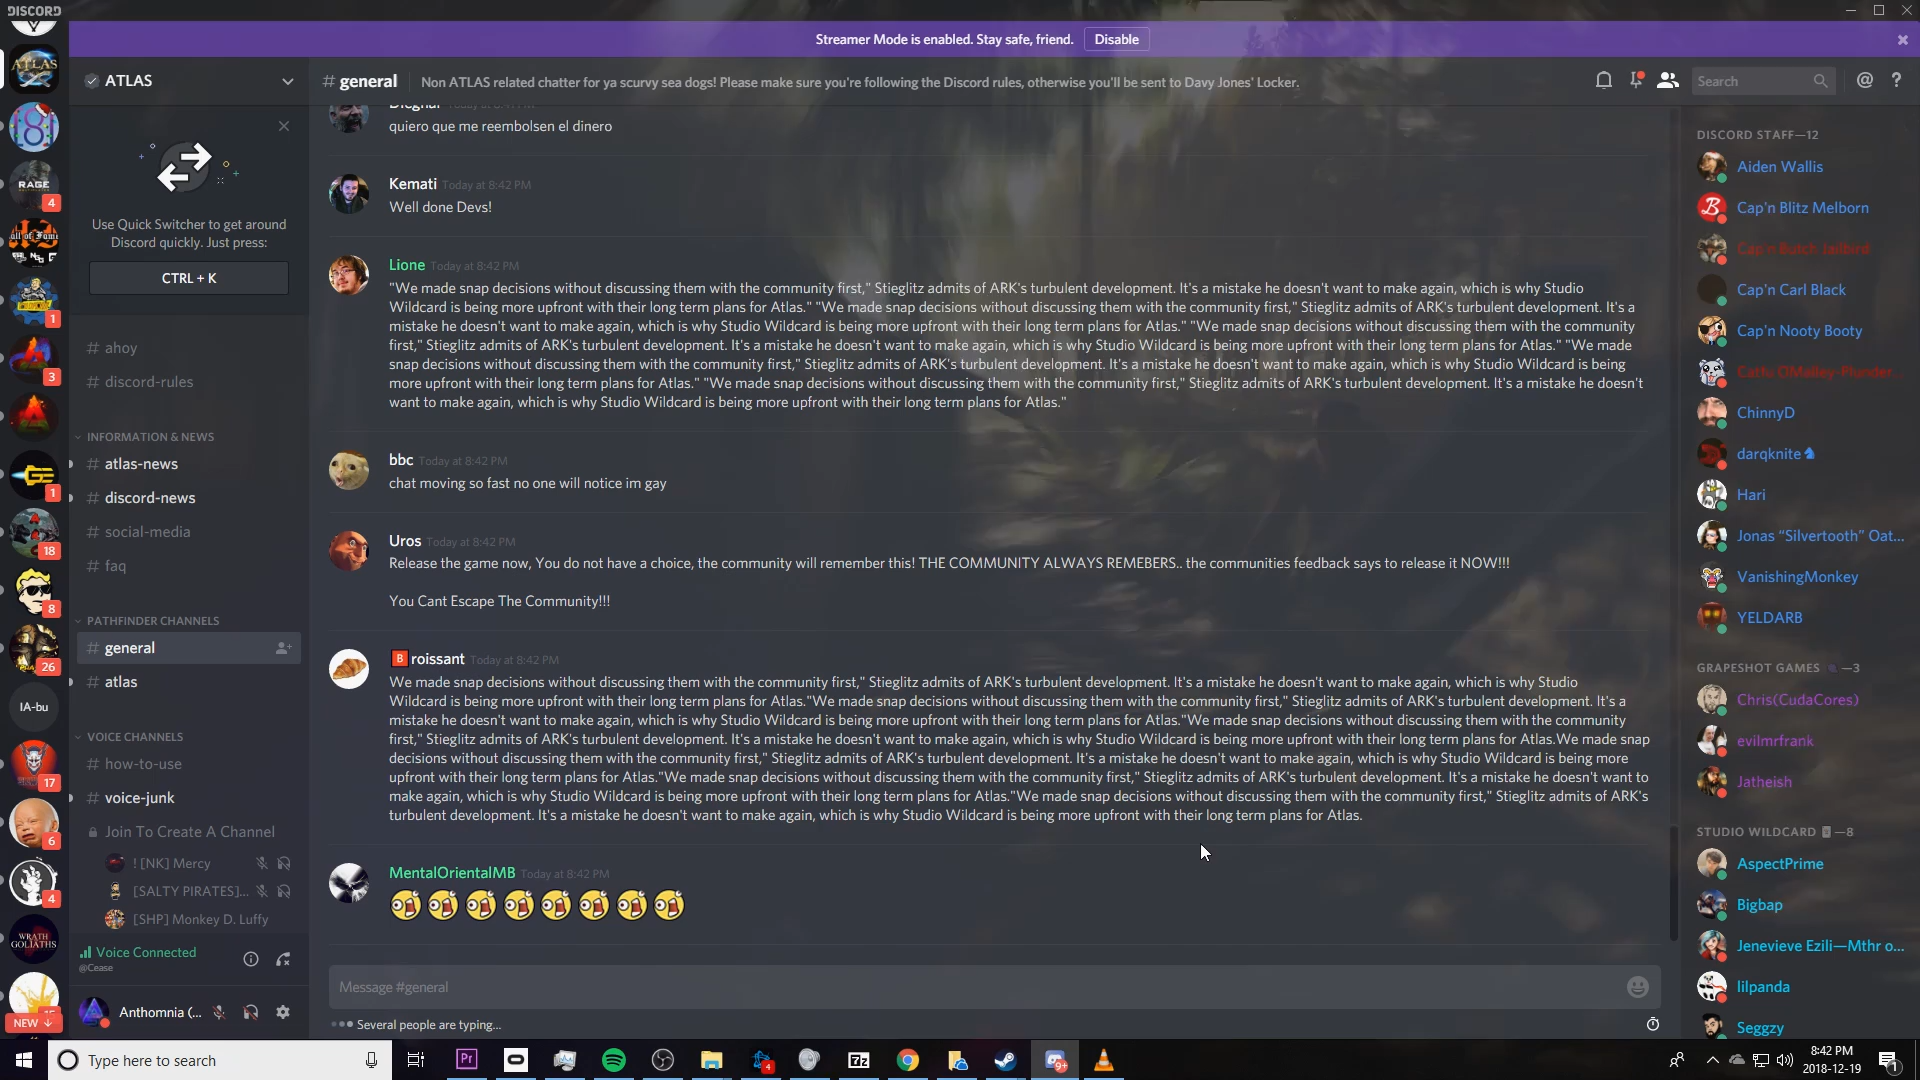 DISCORD
Streamer Mode is enabled. Stay safe, friend.
Disable
ATLAS
# general
Non ATLAS related chatter for ya scurvy sea dogs! Please make sure you're following the Discord rules, otherwise you'll be sent to Davy Jones' Locker.
Search
Use Quick Switcher to get around
Discord quickly. Just press:
CTRL + K
# ahoy
# discord-rules
INFORMATION & NEWS
# atlas-news
# discord-news
# social-media
# faq
PATHFINDER CHANNELS
# general
# atlas
VOICE CHANNELS
# how-to-use
# voice-junk
Join To Create A Channel
! [NK] Mercy
[SALTY PIRATES]...
[SHP] Monkey D. Luffy
Voice Connected
@Cease
Anthomnia (...
ATLAS
RAGE
4
1
3
1
18
8
26
IA-bu
17
6
4
WRATH
GOLIATHS
NEW ↓
quiero que me reembolsen el dinero
Kemati Today at 8:42 PM
Well done Devs!
Lione Today at 8:42 PM
"We made snap decisions without discussing them with the community first," Stieglitz admits of ARK's turbulent development. It's a mistake he doesn't want to make again, which is why Studio
Wildcard is being more upfront with their long term plans for Atlas." "We made snap decisions without discussing them with the community first," Stieglitz admits of ARK's turbulent development. It's a
mistake he doesn't want to make again, which is why Studio Wildcard is being more upfront with their long term plans for Atlas." "We made snap decisions without discussing them with the community
first," Stieglitz admits of ARK's turbulent development. It's a mistake he doesn't want to make again, which is why Studio Wildcard is being more upfront with their long term plans for Atlas." "We made
snap decisions without discussing them with the community first," Stieglitz admits of ARK's turbulent development. It's a mistake he doesn't want to make again, which is why Studio Wildcard is being
more upfront with their long term plans for Atlas." "We made snap decisions without discussing them with the community first," Stieglitz admits of ARK's turbulent development. It's a mistake he doesn't
want to make again, which is why Studio Wildcard is being more upfront with their long term plans for Atlas."
bbc Today at 8:42 PM
chat moving so fast no one will notice im gay
Uros Today at 8:42 PM
Release the game now, You do not have a choice, the community will remember this! THE COMMUNITY ALWAYS REMEBERS.. the communities feedback says to release it NOW!!!
You Cant Escape The Community!!!
B roissant Today at 8:42 PM
We made snap decisions without discussing them with the community first," Stieglitz admits of ARK's turbulent development. It's a mistake he doesn't want to make again, which is why Studio
Wildcard is being more upfront with their long term plans for Atlas."We made snap decisions without discussing them with the community first," Stieglitz admits of ARK's turbulent development. It's a
mistake he doesn't want to make again, which is why Studio Wildcard is being more upfront with their long term plans for Atlas."We made snap decisions without discussing them with the community
first," Stieglitz admits of ARK's turbulent development. It's a mistake he doesn't want to make again, which is why Studio Wildcard is being more upfront with their long term plans for Atlas.We made snap
decisions without discussing them with the community first," Stieglitz admits of ARK's turbulent development. It's a mistake he doesn't want to make again, which is why Studio Wildcard is being more
upfront with their long term plans for Atlas."We made snap decisions without discussing them with the community first," Stieglitz admits of ARK's turbulent development. It's a mistake he doesn't want to
make again, which is why Studio Wildcard is being more upfront with their long term plans for Atlas."We made snap decisions without discussing them with the community first," Stieglitz admits of ARK's
turbulent development. It's a mistake he doesn't want to make again, which is why Studio Wildcard is being more upfront with their long term plans for Atlas.
MentalOrientalMB Today at 8:42 PM
Message #general
Several people are typing...
DISCORD STAFF—12
Aiden Wallis
Cap'n Blitz Melborn
Cap'n Butch Jailbird
Cap'n Carl Black
Cap'n Nooty Booty
ChinnyD
darqknite
Hari
Jonas "Silvertooth" Oat...
VanishingMonkey
YELDARB
GRAPESHOT GAMES —3
Chris(CudaCores)
evilmrfrank
Jatheish
STUDIO WILDCARD —8
AspectPrime
Bigbap
Jenevieve Ezili—Mthr o...
lilpanda
Seggzy
Type here to search
Pr
4
7z
9+
8:42 PM
2018-12-19
1